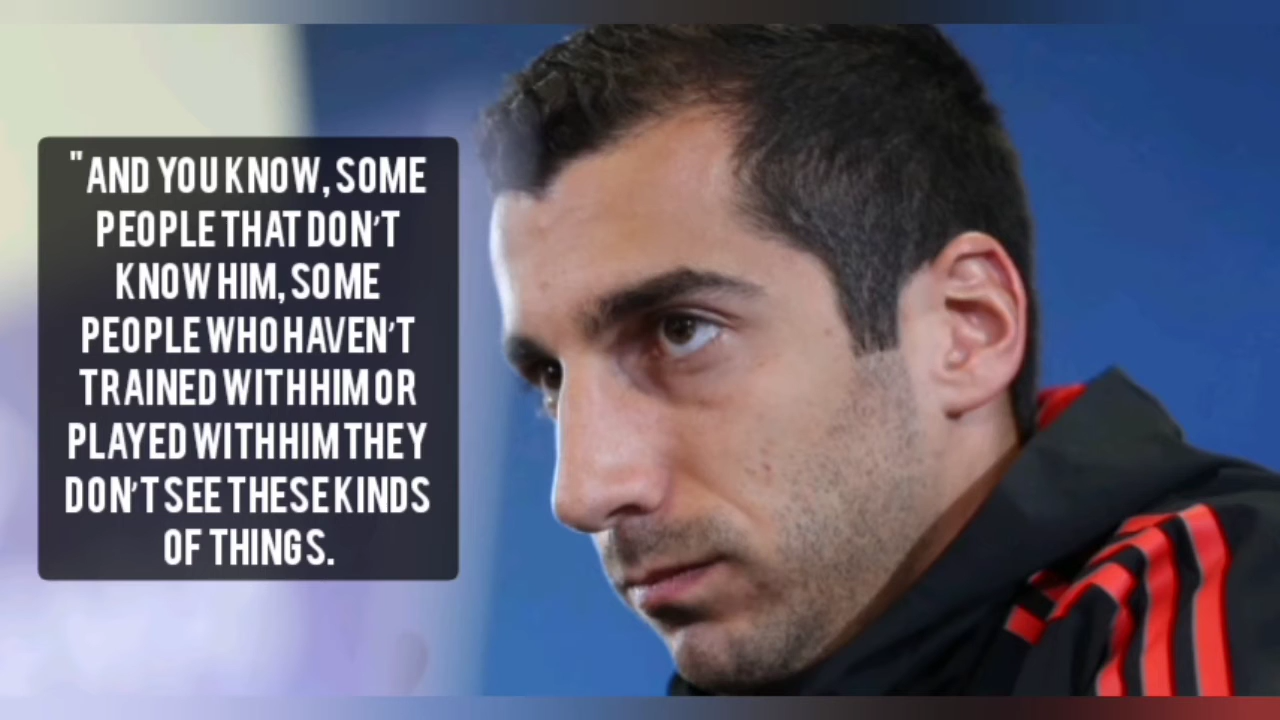 "AND YOU KNOW, SOME
PEOPLE THAT DON'T
KNOW HIM, SOME
PEOPLE WHO HAVEN'T
TRAINED WITH HIM OR
PLAYED WITH HIM THEY
DON'T SEE THESE KINDS
OF THINGS.